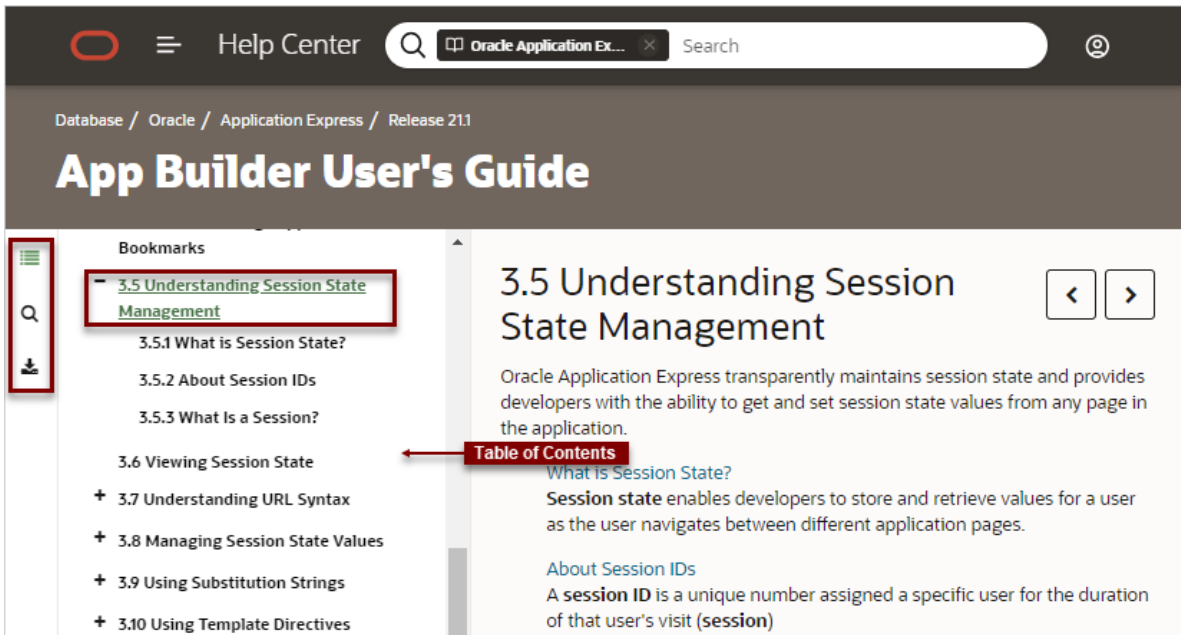 Help Center
Oracle Application Ex...
Search
Database / Oracle / Application Express / Release 21.1
App Builder User's Guide
Bookmarks
3.5 Understanding Session State
Management
3.5.1 What is Session State?
3.5.2 About Session IDs
3.5.3 What Is a Session?
3.6 Viewing Session State
+ 3.7 Understanding URL Syntax
+ 3.8 Managing Session State Values
+ 3.9 Using Substitution Strings
+ 3.10 Using Template Directives
Table of Contents
3.5 Understanding Session
State Management
Oracle Application Express transparently maintains session state and provides
developers with the ability to get and set session state values from any page in
the application.
What is Session State?
Session state enables developers to store and retrieve values for a user
as the user navigates between different application pages.
About Session IDs
A session ID is a unique number assigned a specific user for the duration
of that user's visit (session)